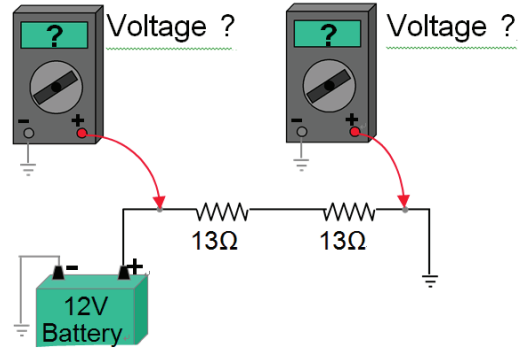 ? Voltage ?
? Voltage ?
- +
- +
13Ω 13Ω
- +
12V
Battery